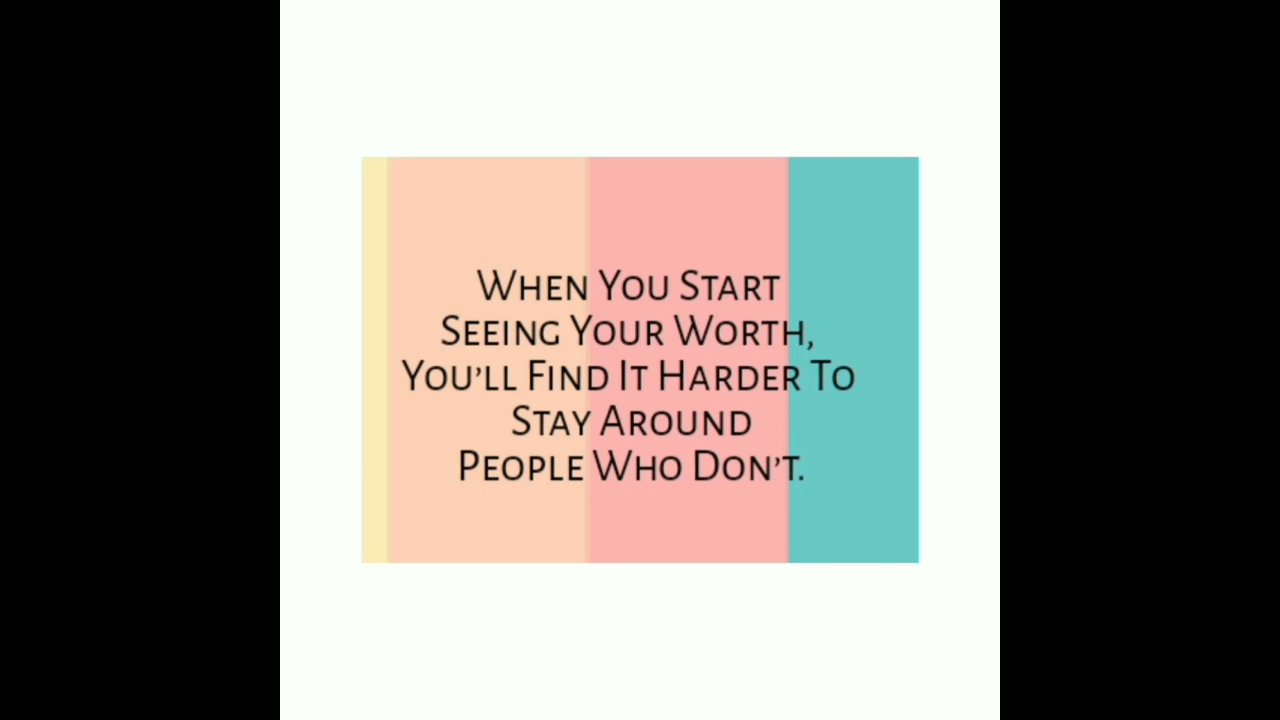 When You Start
Seeing Your Worth,
You’ll Find It Harder To
Stay Around
People Who Don’t.